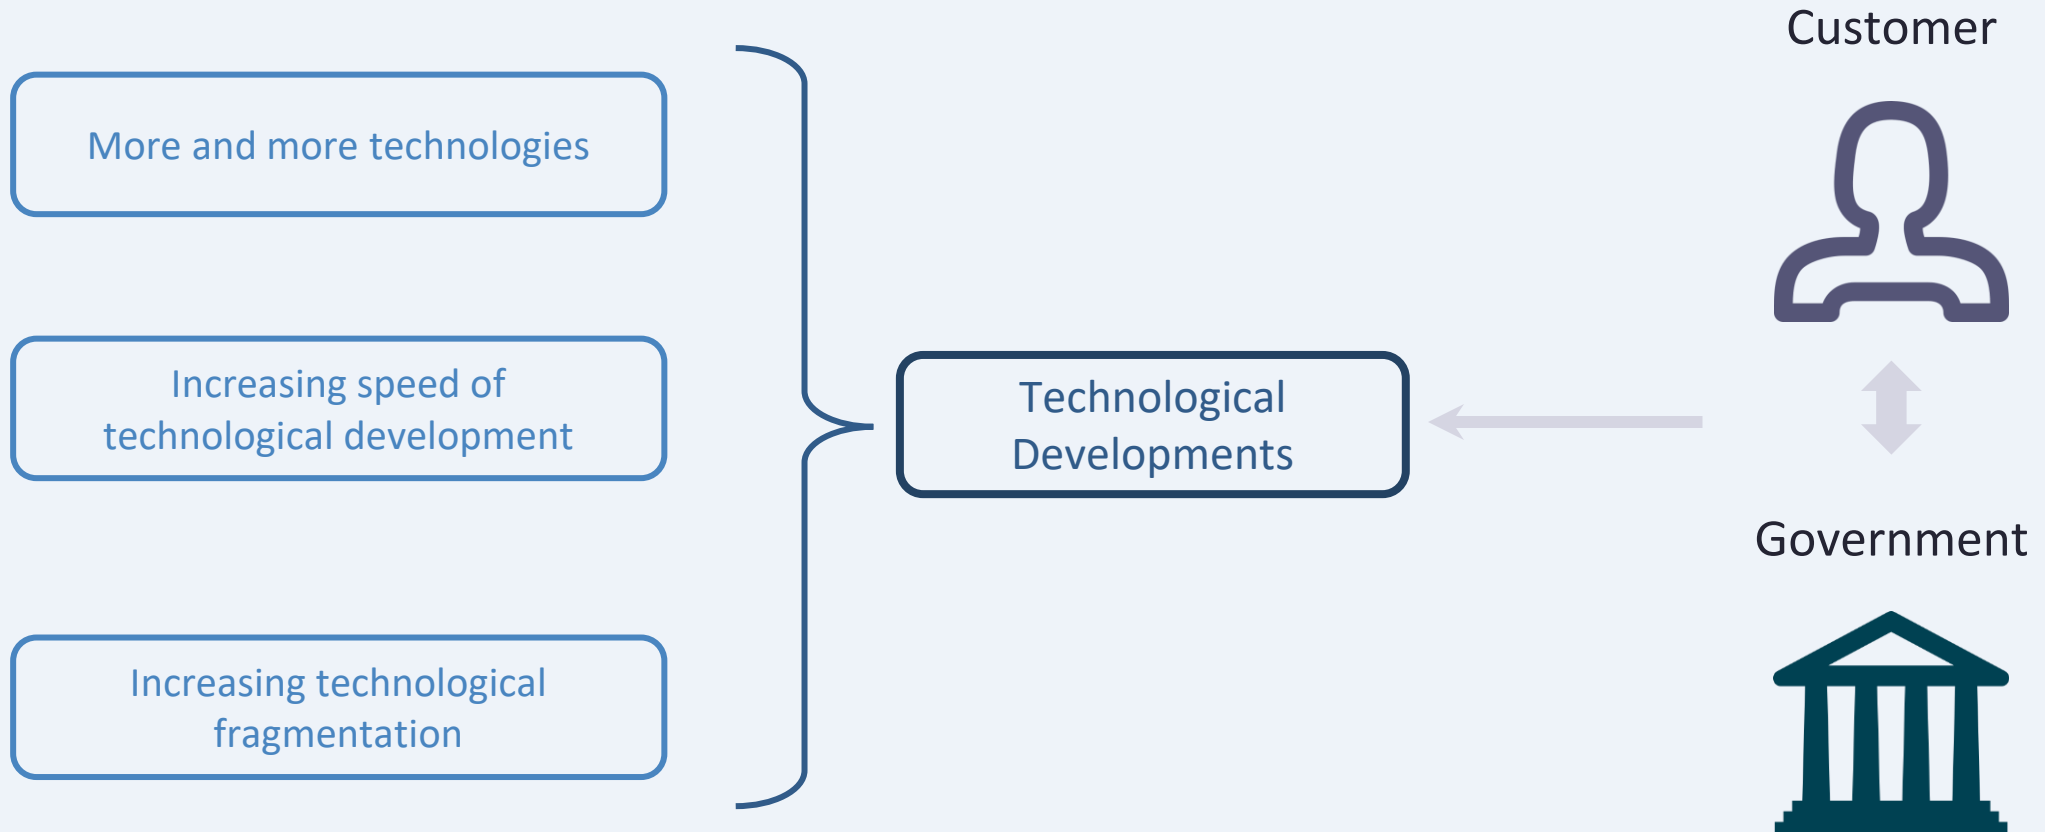 Customer
More and more technologies
Increasing speed of
technological development
Technological
Developments
Government
Increasing technological
fragmentation